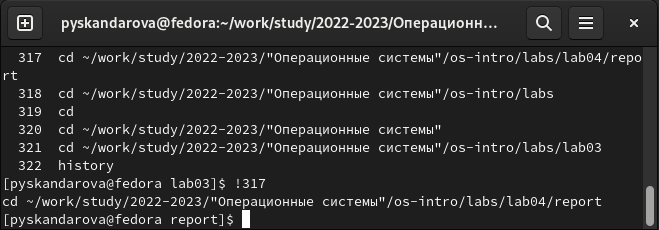 pyskandarova@fedora:~/work/study/2022-2023/Операционн…
317 cd ~/work/study/2022-2023/"Операционные системы"/os-intro/labs/lab04/repo
rt
318 cd ~/work/study/2022-2023/"Операционные системы"/os-intro/labs
319 cd
320 cd ~/work/study/2022-2023/"Операционные системы"
321 cd ~/work/study/2022-2023/"Операционные системы"/os-intro/labs/lab03
322 history
[pyskandarova@fedora lab03]$ !317
cd ~/work/study/2022-2023/"Операционные системы"/os-intro/labs/lab04/report
[pyskandarova@fedora report]$